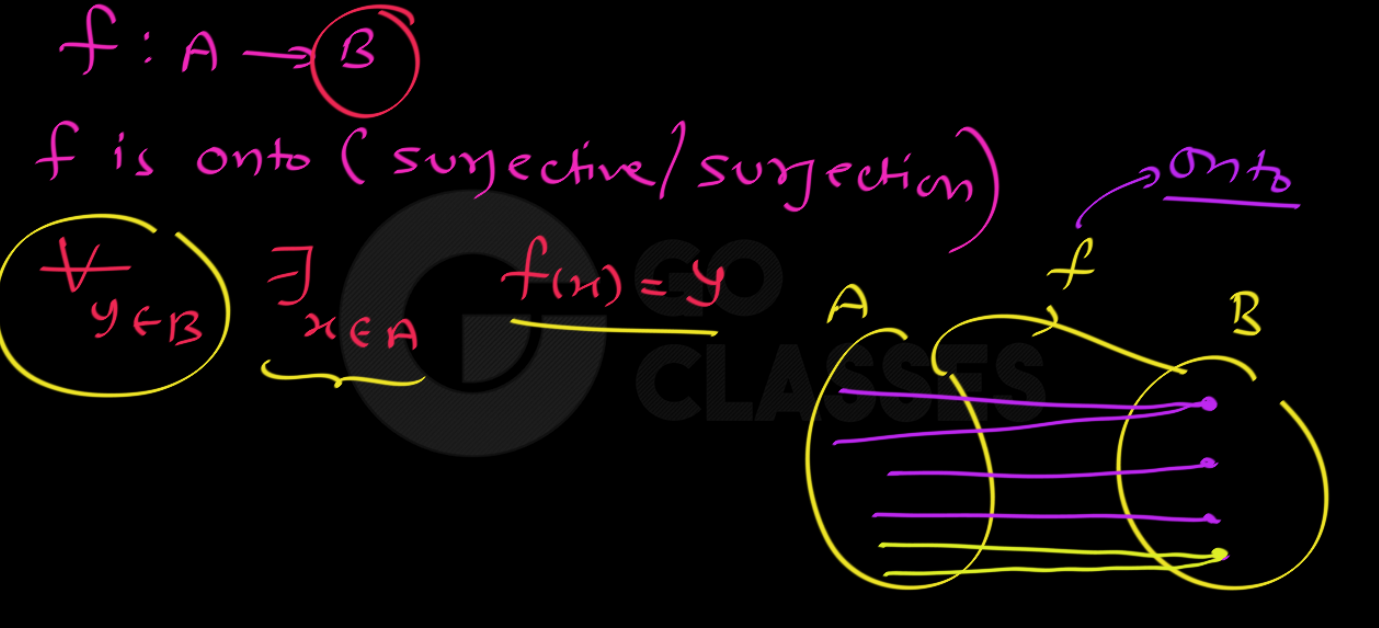 f : A → B
f is onto (surjective/surjection)
∀ y∈B ∃ x∈A f(x) = y
onto
f
A B
GO
CLASSES